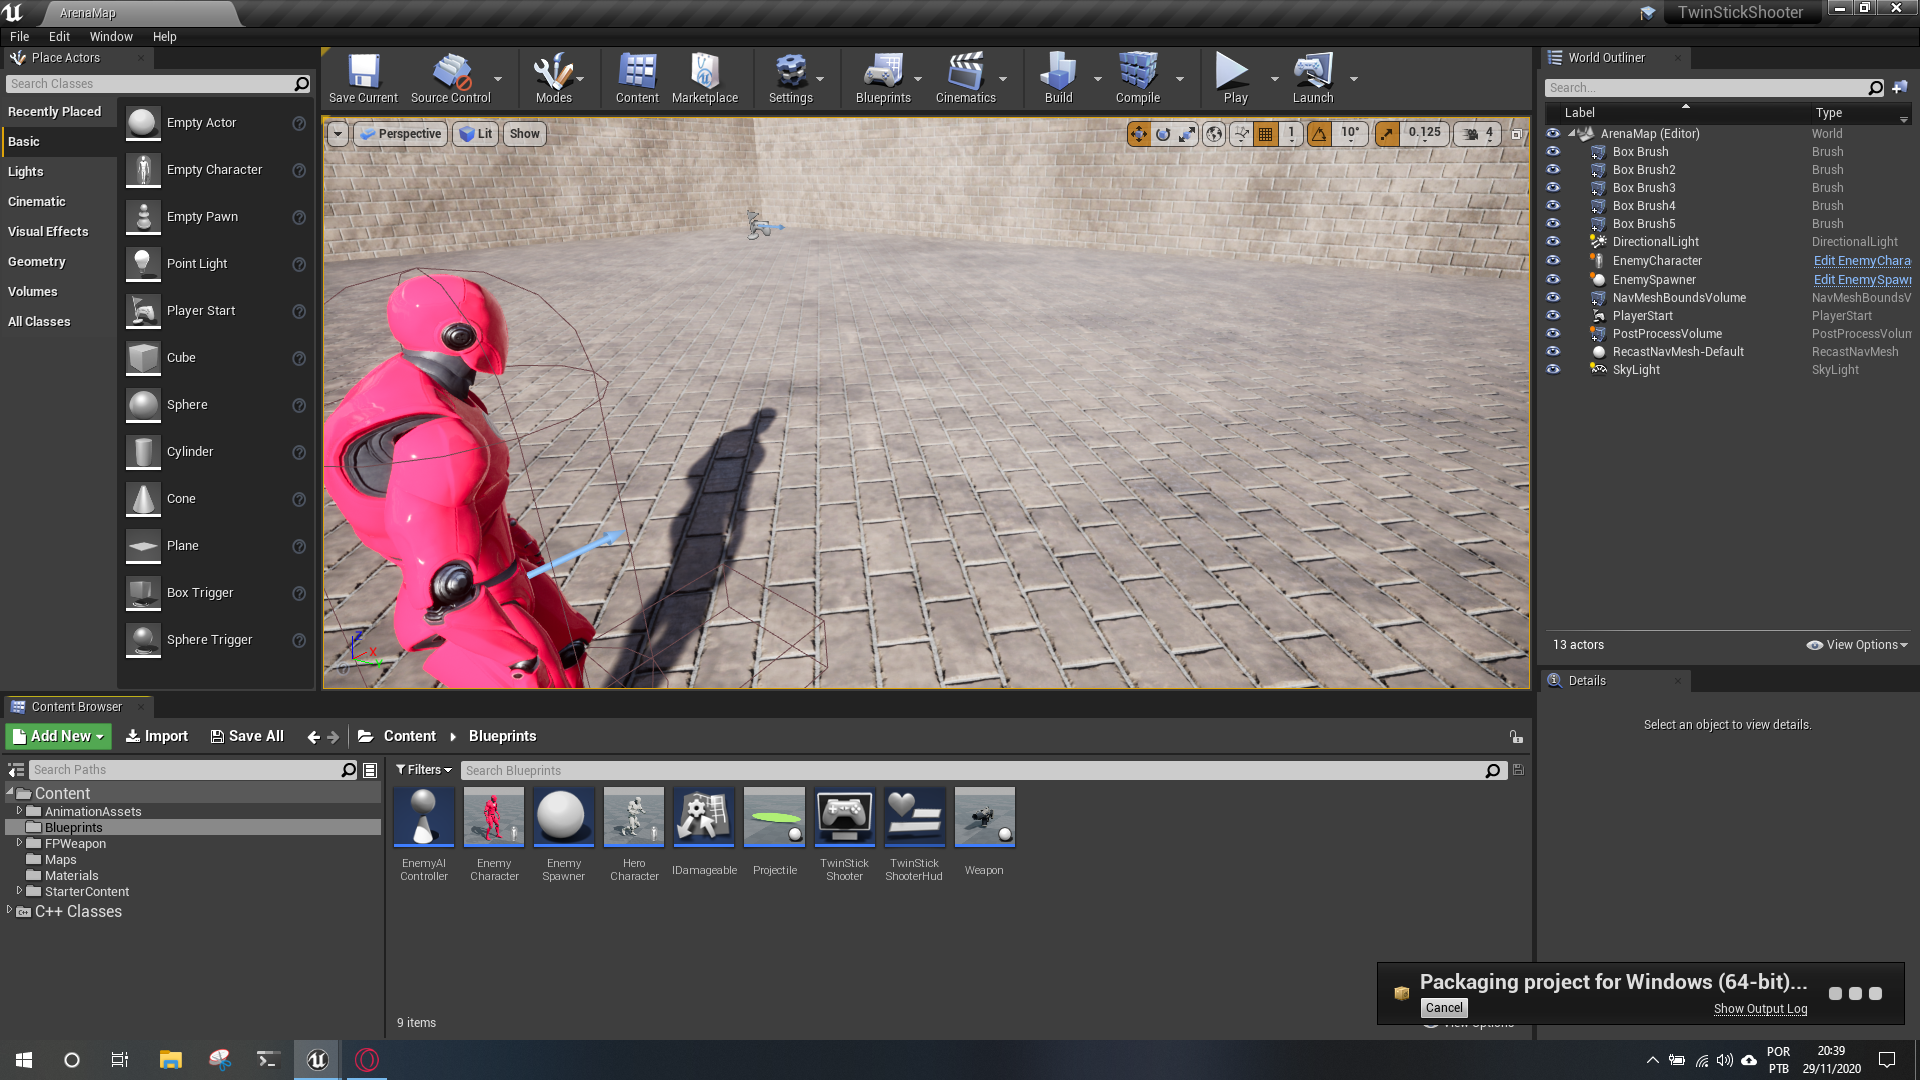 ArenaMap
TwinStickShooter
File Edit Window Help
Place Actors
Search Classes
Recently Placed
Basic
Lights
Cinematic
Visual Effects
Geometry
Volumes
All Classes
Empty Actor
Empty Character
Empty Pawn
Point Light
Player Start
Cube
Sphere
Cylinder
Cone
Plane
Box Trigger
Sphere Trigger
Save Current
Source Control
Modes
Content
Marketplace
Settings
Blueprints
Cinematics
Build
Compile
Play
Launch
Perspective
Lit
Show
1
10°
0.125
4
Z
X
Y
World Outliner
Search...
Label Type
ArenaMap (Editor) World
Box Brush Brush
Box Brush2 Brush
Box Brush3 Brush
Box Brush4 Brush
Box Brush5 Brush
DirectionalLight DirectionalLight
EnemyCharacter Edit EnemyChara
EnemySpawner Edit EnemySpawn
NavMeshBoundsVolume NavMeshBoundsV
PlayerStart PlayerStart
PostProcessVolume PostProcessVolum
RecastNavMesh-Default RecastNavMesh
SkyLight SkyLight
13 actors
View Options
Details
Select an object to view details.
Content Browser
Add New
Import
Save All
Content
Blueprints
Search Paths
Filters
Search Blueprints
Content
AnimationAssets
Blueprints
FPWeapon
Maps
Materials
StarterContent
C++ Classes
EnemyAI
Controller
Enemy
Character
Enemy
Spawner
Hero
Character
IDamageable
Projectile
TwinStick
Shooter
TwinStick
ShooterHud
Weapon
9 items
View Options
Packaging project for Windows (64-bit)...
Cancel
Show Output Log
POR
PTB
20:39
29/11/2020